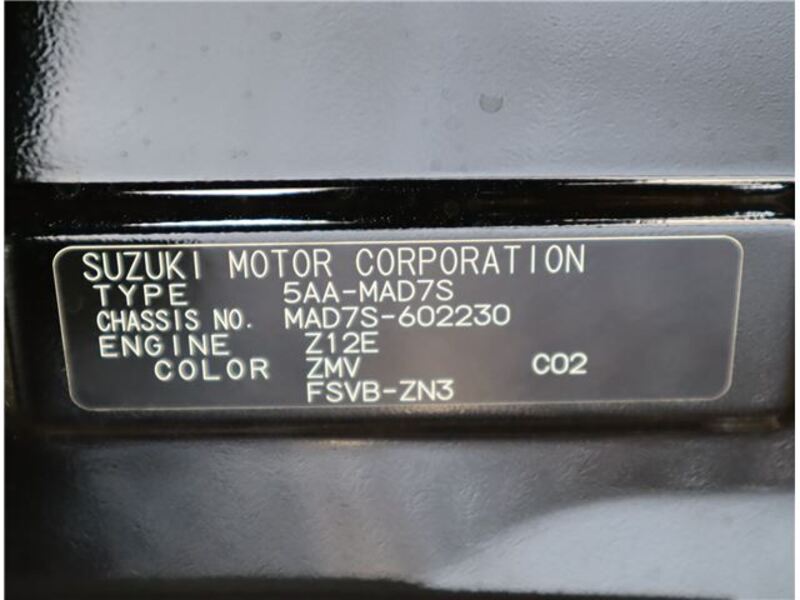 SUZUKI MOTOR CORPORATION
TYPE 5AA-MAD7S
CHASSIS NO. MAD7S-602230
ENGINE Z12E
COLOR ZMV C02
FSVB-ZN3